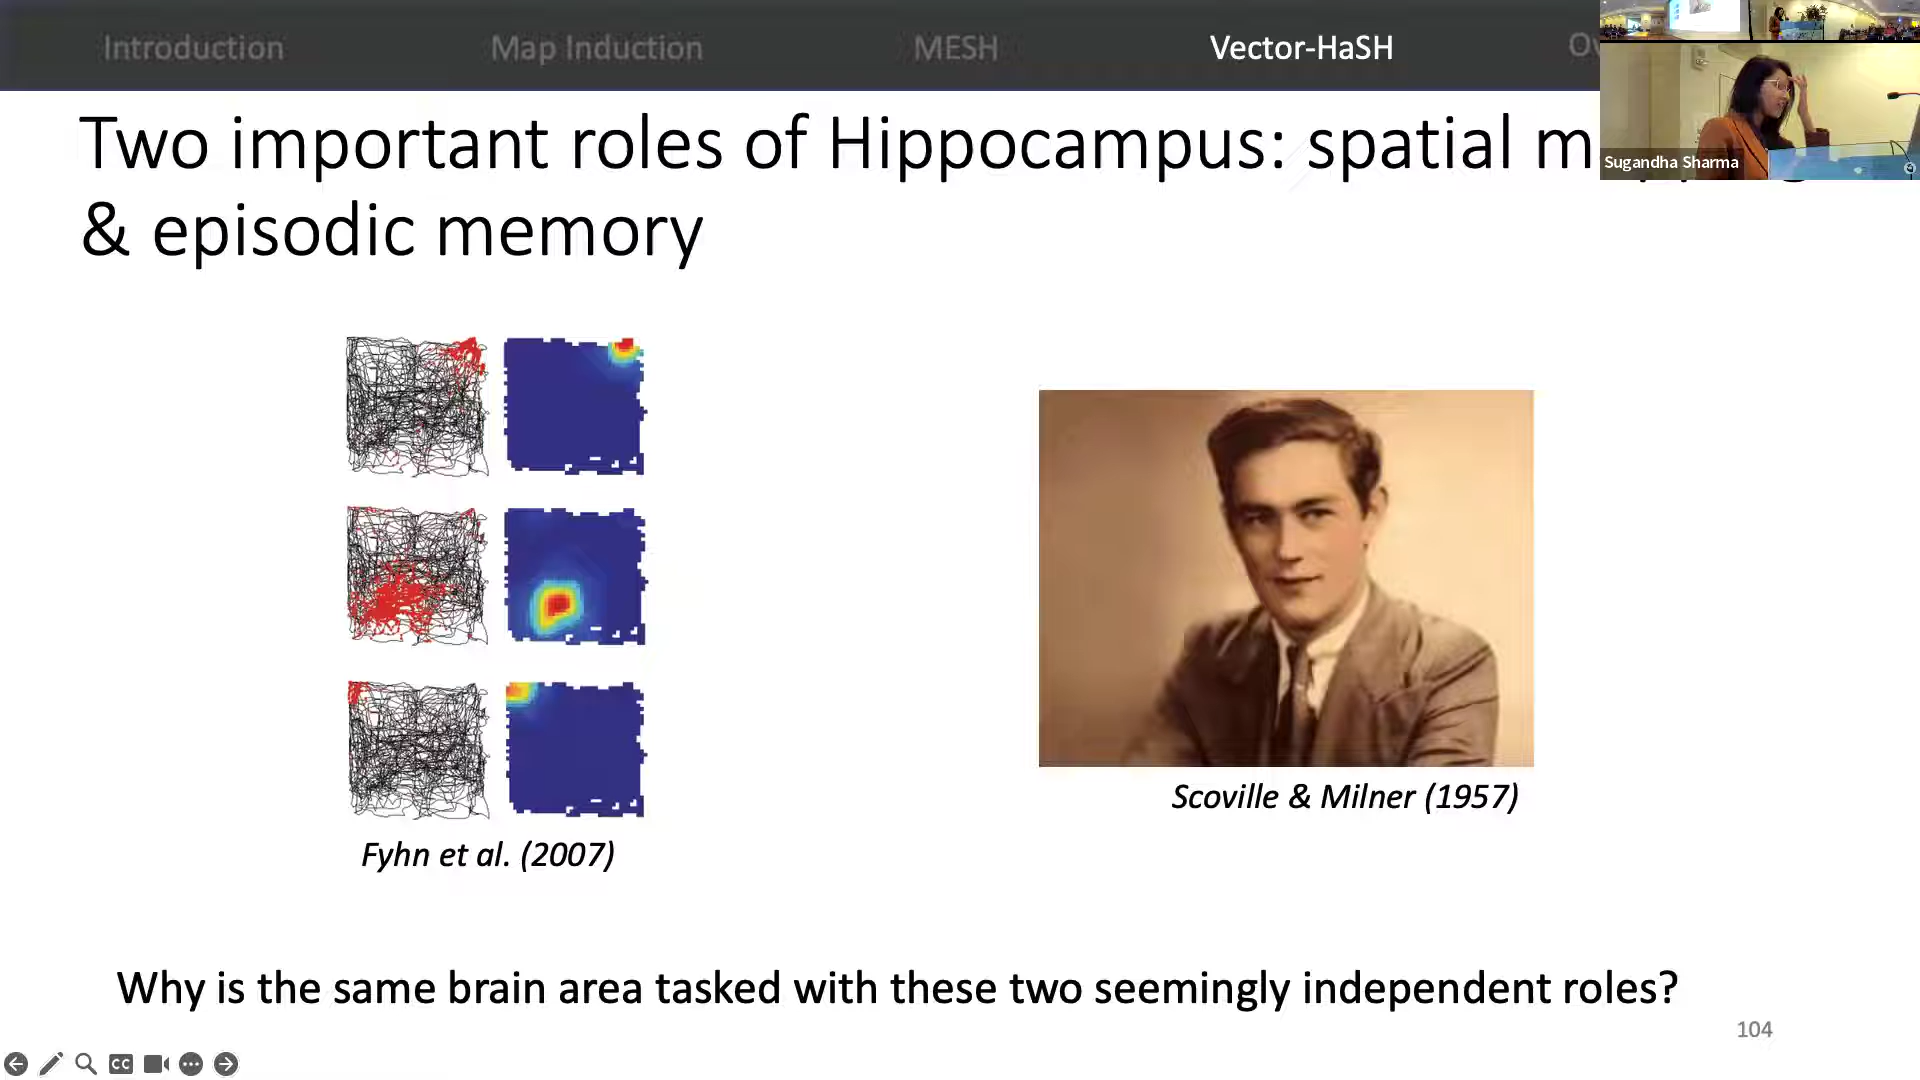 Introduction
Map Induction
MESH
Vector-HaSH
Sugandha Sharma
Two important roles of Hippocampus: spatial
& episodic memory
Scoville & Milner (1957)
Fyhn et al. (2007)
Why is the same brain area tasked with these two seemingly independent roles?
104
CC